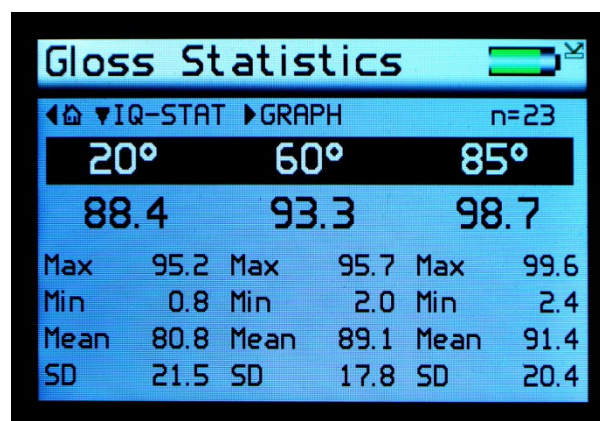 Gloss Statistics
IQ-STAT GRAPH n=23
20° 60° 85°
88.4 93.3 98.7
Max 95.2 Max 95.7 Max 99.6
Min 0.8 Min 2.0 Min 2.4
Mean 80.8 Mean 89.1 Mean 91.4
SD 21.5 SD 17.8 SD 20.4